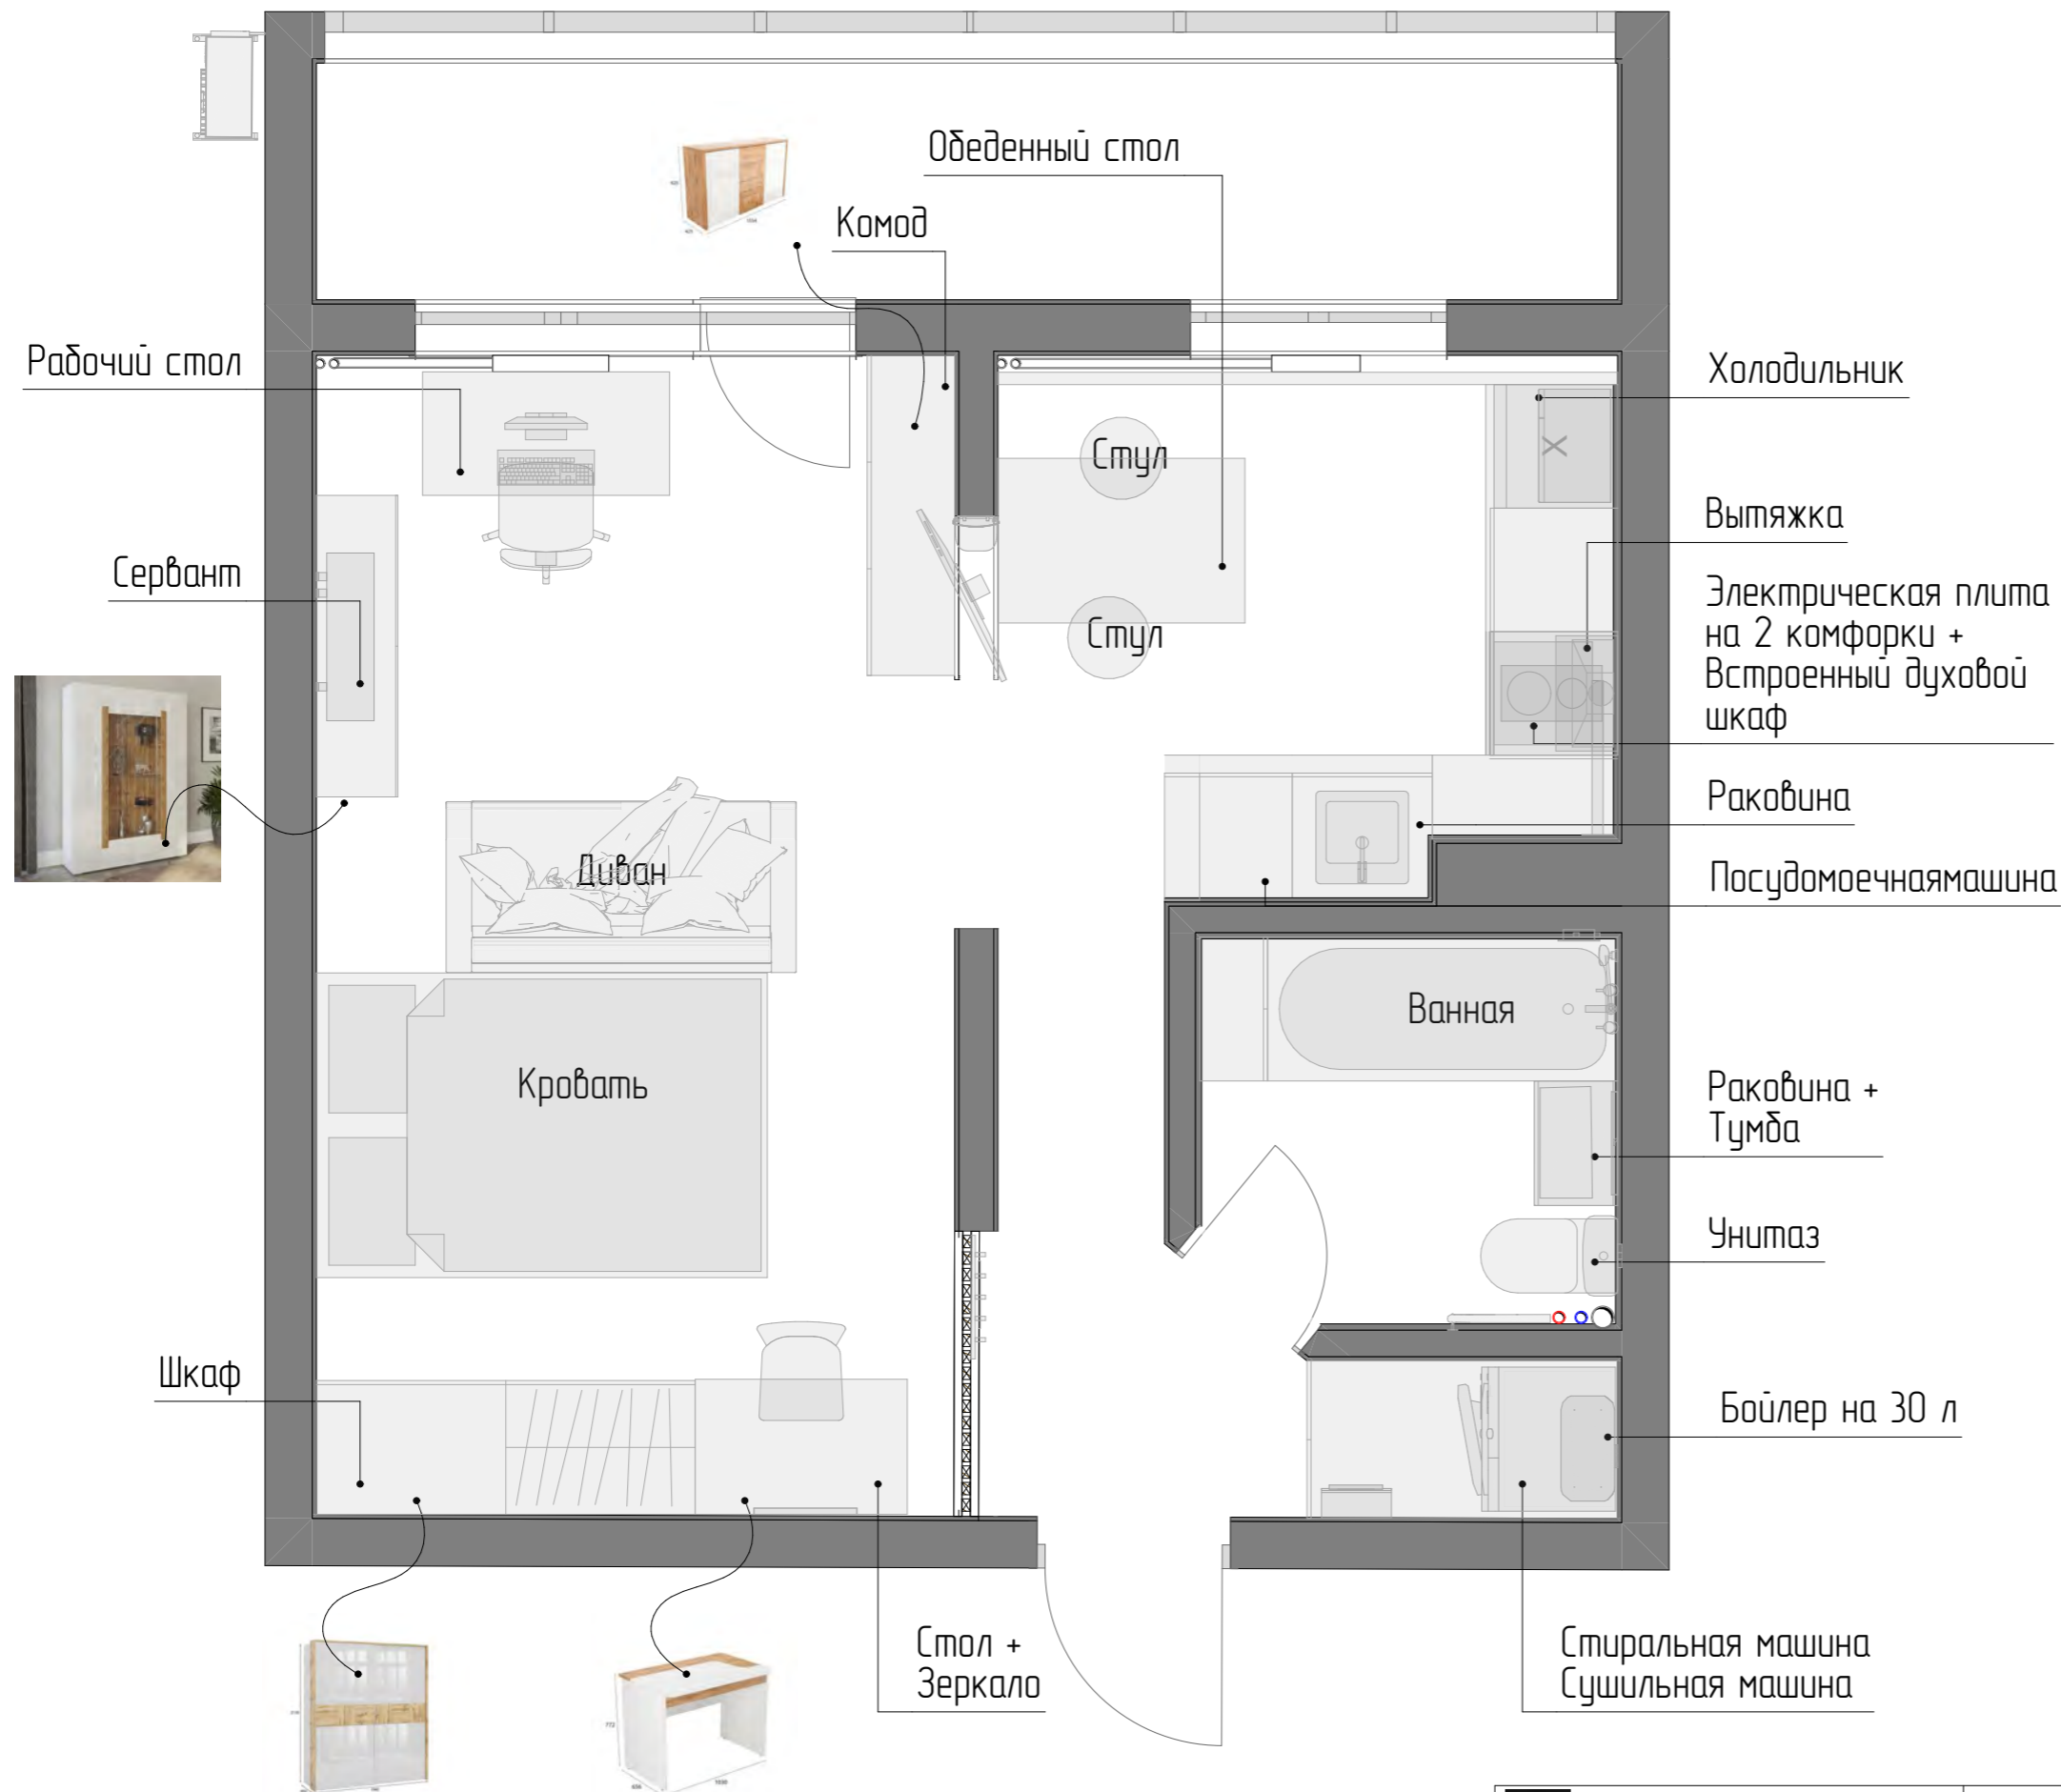 Обеденный стол
Комод
Рабочий стол
Холодильник
Стул
Вытяжка
Сервант
Электрическая плита
на 2 комфорки +
Встроенный духовой
шкаф
Стул
Раковина
Диван
Посудомоечнаямашина
Ванная
Кровать
Раковина +
Тумба
Унитаз
Шкаф
Бойлер на 30 л
Стол +
Зеркало
Стиральная машина
Сушильная машина
772